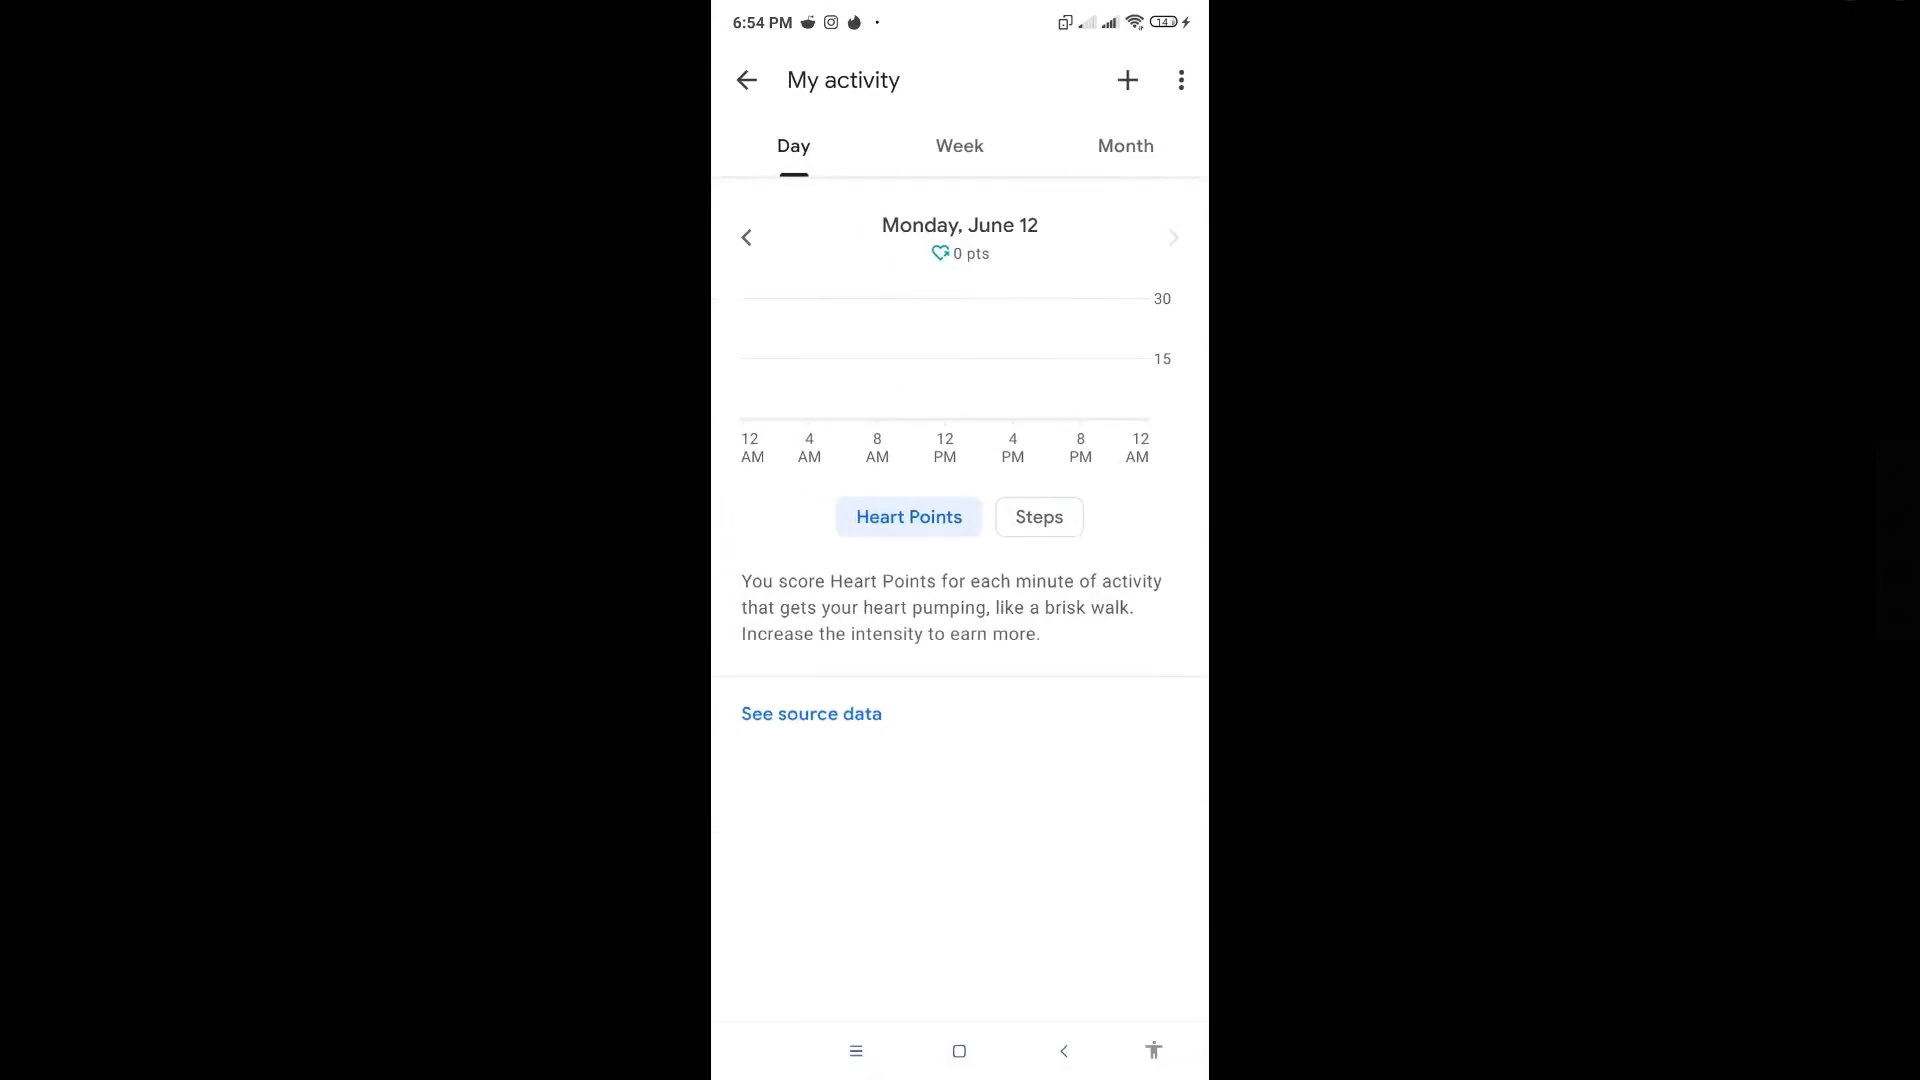 6:54 PM
14
My activity
Day Week Month
Monday, June 12
0 pts
30
15
12 AM 4 AM 8 AM 12 PM 4 PM 8 PM 12 AM
Heart Points Steps
You score Heart Points for each minute of activity
that gets your heart pumping, like a brisk walk.
Increase the intensity to earn more.
See source data